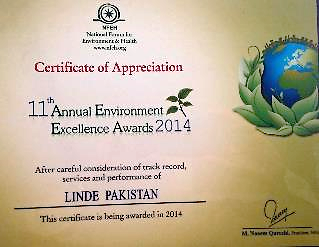 NFEH
National Forum for
Environment & Health
www.nfeh.org
Certificate of Appreciation
11th Annual Environment
Excellence Awards 2014
After careful consideration of track record,
services and performance of
LINDE PAKISTAN
This certificate is being awarded in 2014
M. Naeem Qureshi, President,